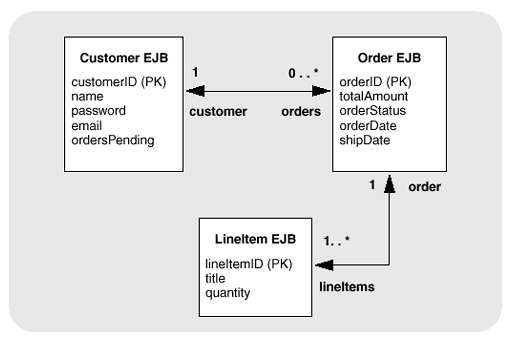 Customer EJB
customerID (PK)
name
password
email
ordersPending
1
0 . . *
customer
orders
Order EJB
orderID (PK)
totalAmount
orderStatus
orderDate
shipDate
1
order
LineItem EJB
lineItemID (PK)
title
quantity
1 . . *
lineItems